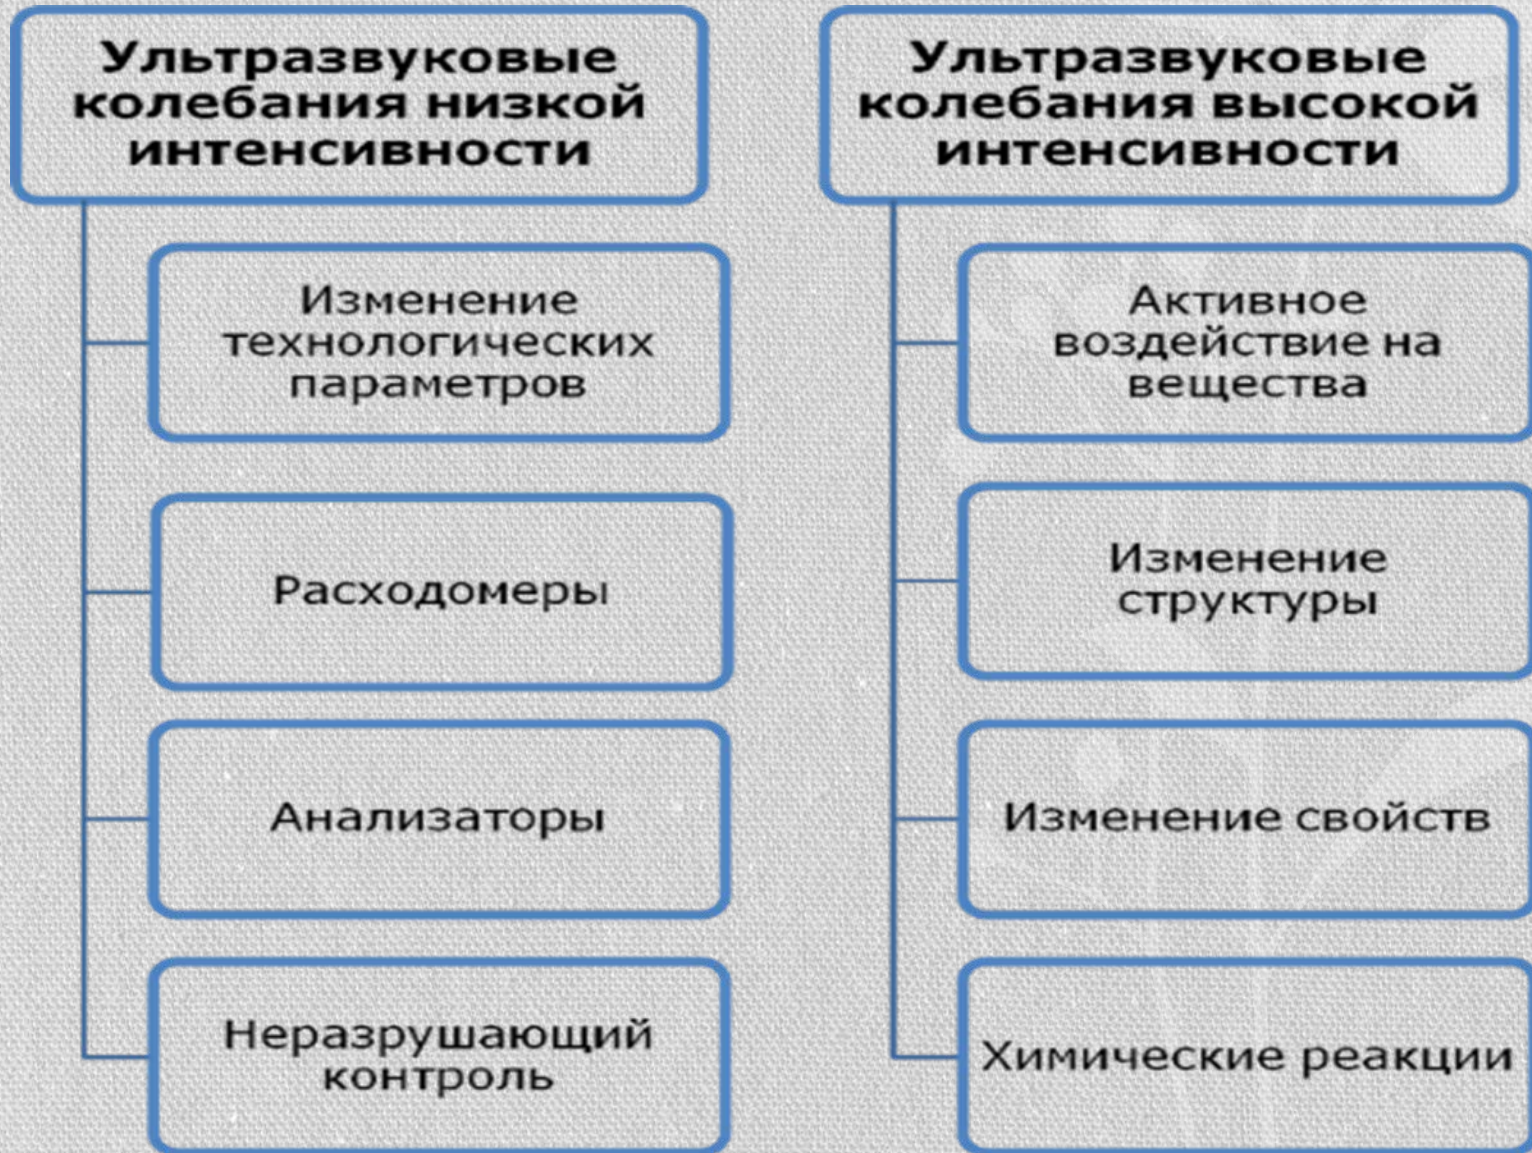 Ультразвуковые
колебания низкой
интенсивности
Изменение
технологических
параметров
Расходомеры
Анализаторы
Неразрушающий
контроль
Ультразвуковые
колебания высокой
интенсивности
Активное
воздействие на
вещества
Изменение
структуры
Изменение свойств
Химические реакции